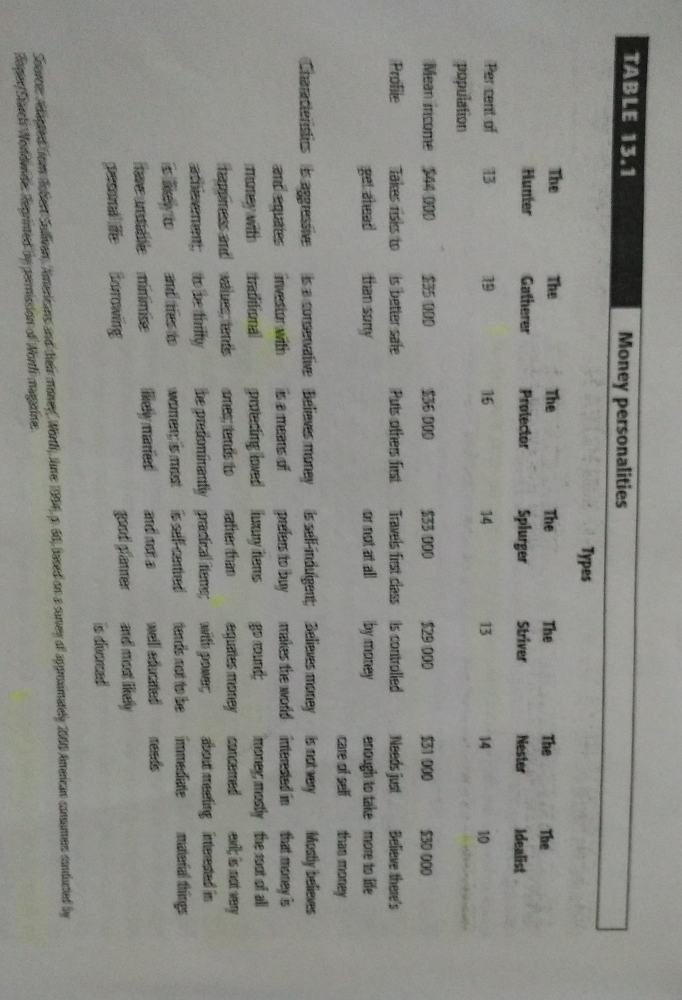 TABLE 13.1 Money personalities
Types
The The The The The The The
Hunter Gatherer Protector Splurger Striver Nester Idealist
Per cent of 13 19 16 14 13 14 10
population
Mean income $44 000 $35 000 $36 000 $33 000 $29 000 $31 000 $30 000
Profile Takes risks to Is better safe Puts others first Travels first class Is controlled Needs just Believe there's
get ahead than sorry or not at all by money enough to take more to life
care of self than money
Characteristics Is aggressive Is a conservative Believes money Is self-indulgent; Believes money Is not very Mostly believes
and equates investor with is a means of prefers to buy makes the world interested in that money is
money with traditional protecting loved luxury items go round; money; mostly the root of all
happiness and values; tends ones; tends to rather than equates money concerned evil; is not very
achievement; to be thrifty be predominantly practical items; with power; about meeting interested in
is likely to and tries to women; is most is self-centred tends not to be immediate material things
have unstable minimise likely married and not a well educated needs
personal life borrowing good planner and most likely
is divorced
Source: Adapted from Robert Sullivan, 'Americans and their money', Worth, June 1994, p. 60, based on a survey of approximately 2000 American consumers conducted by
Roper/Starch Worldwide. Reprinted by permission of Worth magazine.